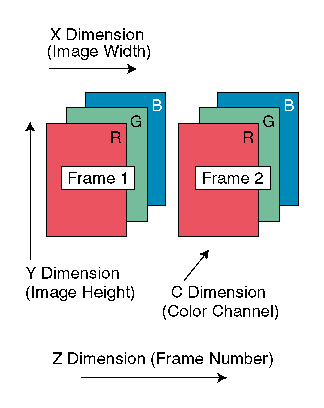 X Dimension
(Image Width)
B
G
R
Frame 1
B
G
R
Frame 2
Y Dimension
(Image Height)
C Dimension
(Color Channel)
Z Dimension (Frame Number)